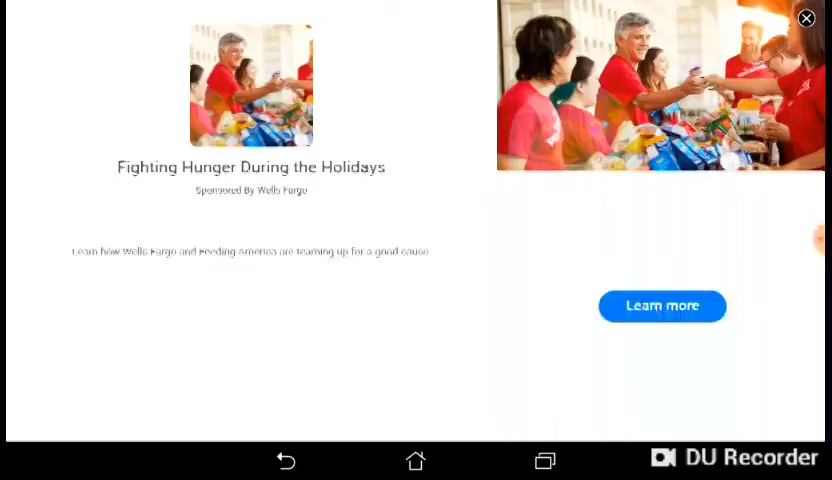 Fighting Hunger During the Holidays
Sponsored By Wells Fargo
Learn how Wells Fargo and Feeding America are teaming up for a good cause
Learn more
DU Recorder